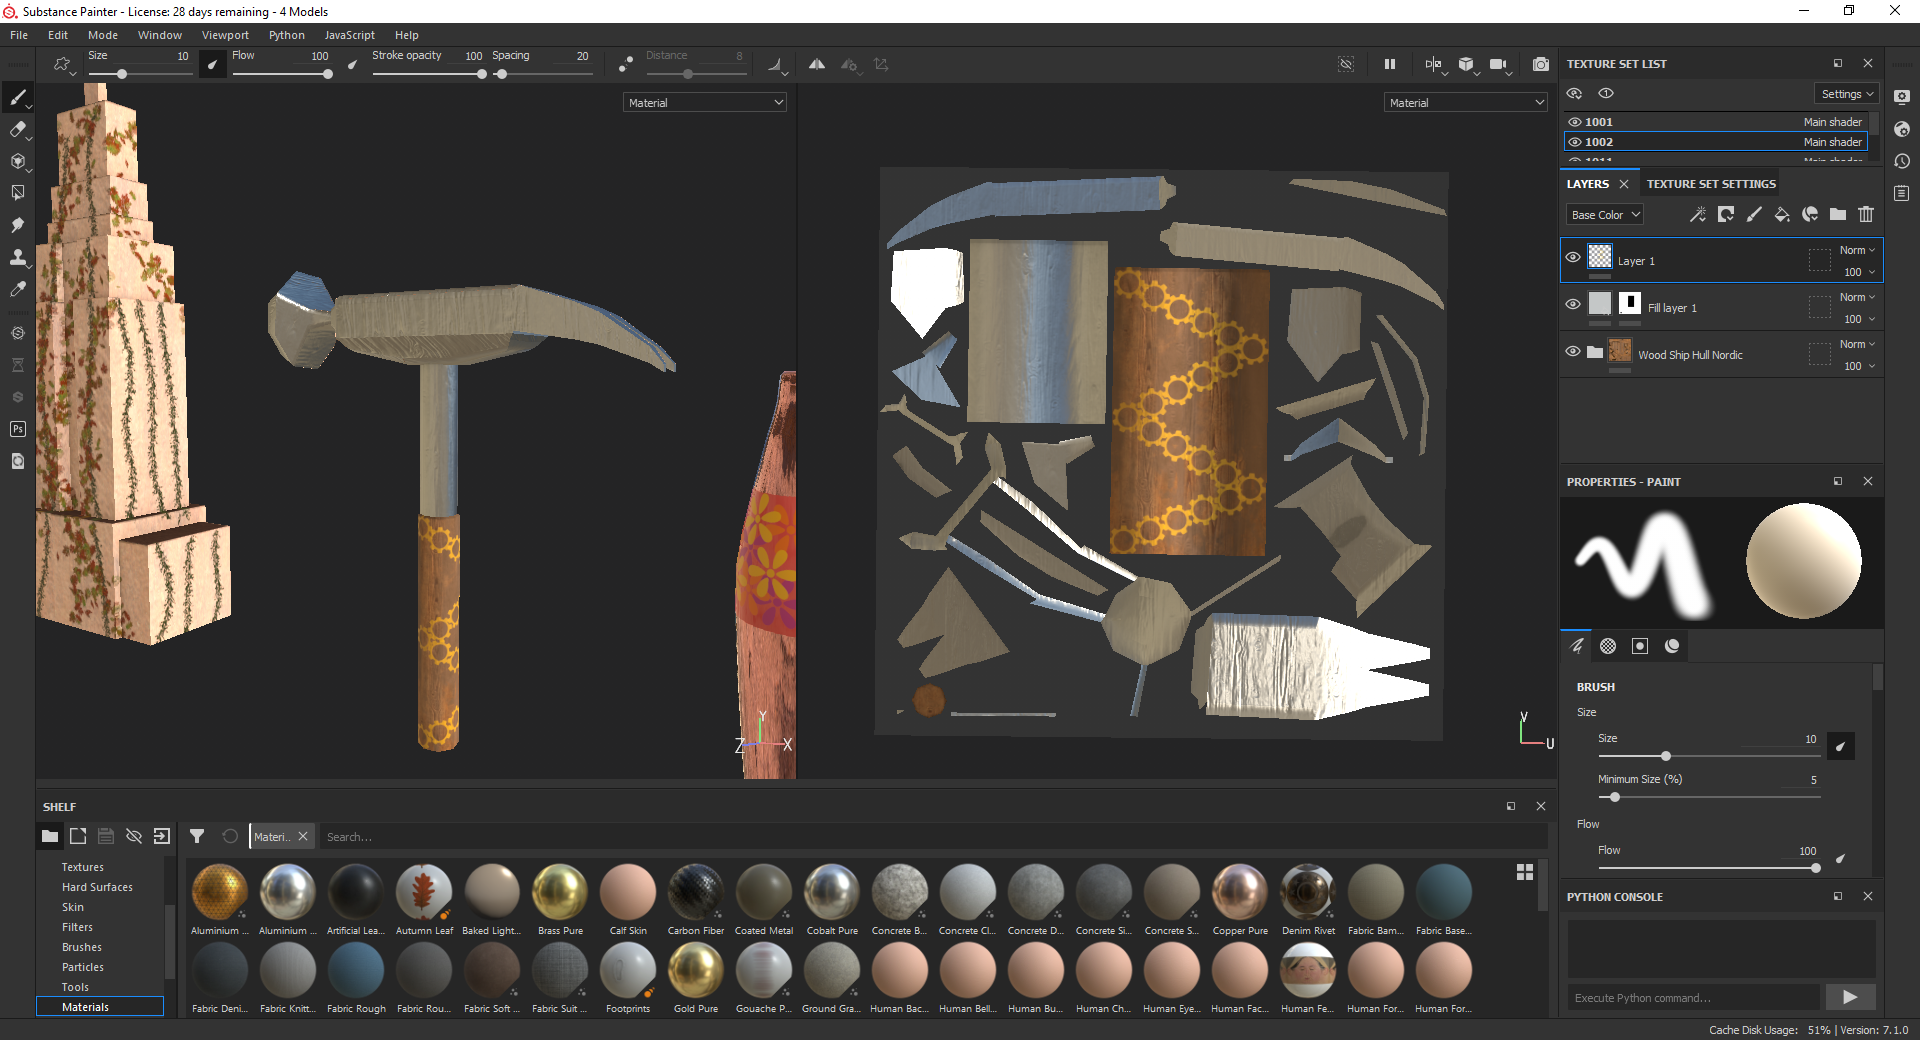 Substance Painter - License: 28 days remaining - 4 Models
File Edit Mode Window Viewport Python JavaScript Help
Size 10 Flow 100 Stroke opacity 100 Spacing 20 Distance 8
Material
Material
TEXTURE SET LIST
Settings
1001 Main shader
1002 Main shader
1011 Main shader
LAYERS TEXTURE SET SETTINGS
Base Color
Layer 1 Norm 100
Fill layer 1 Norm 100
Wood Ship Hull Nordic Norm 100
PROPERTIES - PAINT
BRUSH
Size
Size 10
Minimum Size (%) 5
Flow
Flow 100
PYTHON CONSOLE
Execute Python command...
Y
Z X
V
U
Ps
SHELF
Materi.. Search...
Textures
Hard Surfaces
Skin
Filters
Brushes
Particles
Tools
Materials
Aluminium ... Aluminium ... Artificial Lea... Autumn Leaf Baked Light... Brass Pure Calf Skin Carbon Fiber Coated Metal Cobalt Pure Concrete B... Concrete Cl... Concrete D... Concrete Si... Concrete S... Copper Pure Denim Rivet Fabric Bam... Fabric Base...
Fabric Deni... Fabric Knitt... Fabric Rough Fabric Rou... Fabric Soft ... Fabric Suit ... Footprints Gold Pure Gouache P... Ground Gra... Human Bac... Human Bell... Human Bu... Human Ch... Human Eye... Human Fac... Human Fe... Human For... Human For...
Cache Disk Usage: 51% | Version: 7.1.0